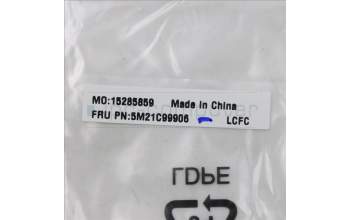 MO:15285859 Made in China
FRU PN:5M21C99906 LCFC